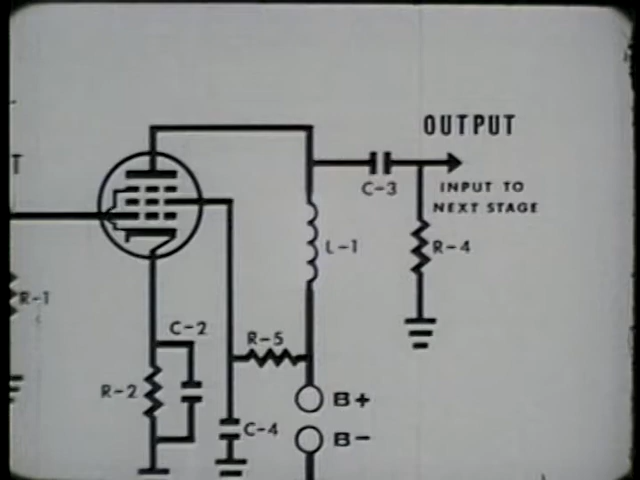 OUTPUT
T
C-3
INPUT TO
NEXT STAGE
L-1
R-4
R-1
C-2
R-5
R-2
B+
C-4
B-